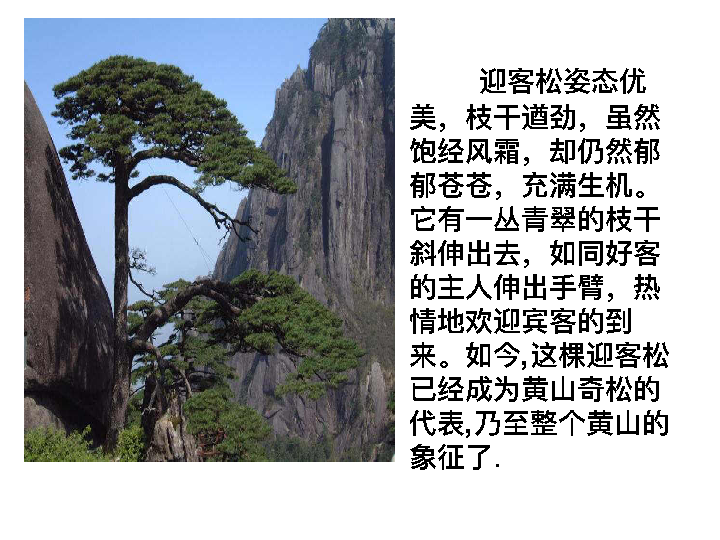 迎客松姿态优
美，枝干遒劲，虽然
饱经风霜，却仍然郁
郁苍苍，充满生机。
它有一丛青翠的枝干
斜伸出去，如同好客
的主人伸出手臂，热
情地欢迎宾客的到
来。如今,这棵迎客松
已经成为黄山奇松的
代表,乃至整个黄山的
象征了.